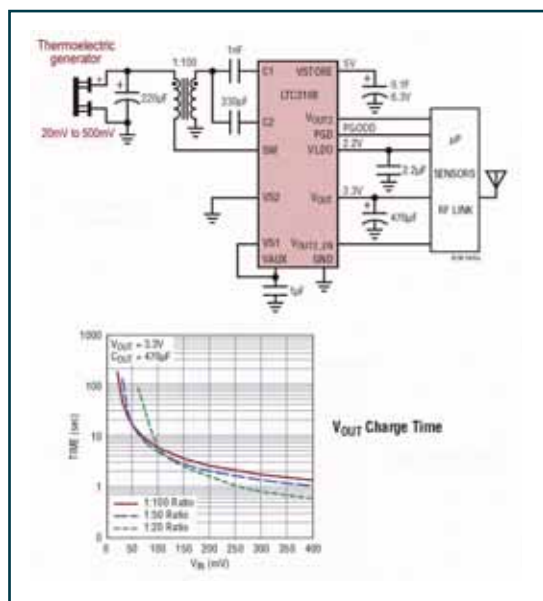 Thermoelectric
generator
20mV to 500mV
220µF
1:100
1nF
330pF
C1
C2
SW
VS2
VS1
VAUX
1µF
VSTORE
VOUT2
PGD
VLDO
VOUT
VOUT2_EN
GND
5V
PGOOD
2.2V
3.3V
0.1F
6.3V
2.2µF
470µF
µP
SENSORS
RF LINK
VOUT = 3.3V
COUT = 470µF
TIME (sec)
1000
100
10
1
0
0 50 100 150 200 250 300 350 400
VIN (mV)
1:100 Ratio
1:50 Ratio
1:20 Ratio
VOUT Charge Time